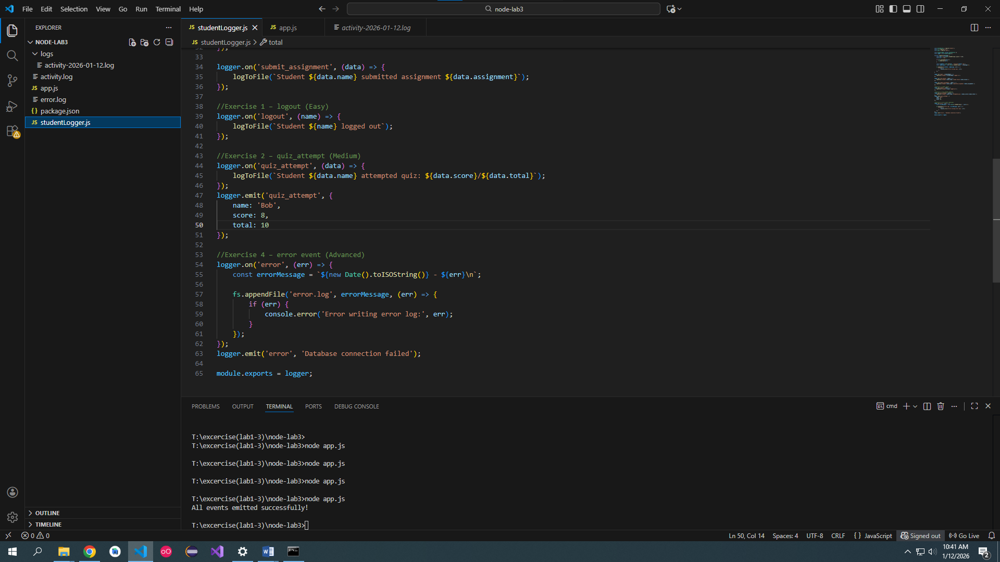 File Edit Selection View Go Run Terminal Help
node-lab3
EXPLORER
NODE-LAB3
logs
activity-2026-01-12.log
activity.log
JS app.js
error.log
{} package.json
JS studentLogger.js
OUTLINE
TIMELINE
JS studentLogger.js
JS app.js
activity-2026-01-12.log
JS studentLogger.js > total
33
34 logger.on('submit_assignment', (data) => {
35 logToFile(`Student ${data.name} submitted assignment ${data.assignment}`);
36 });
37
38 //Exercise 1 – logout (Easy)
39 logger.on('logout', (name) => {
40 logToFile(`Student ${name} logged out`);
41 });
42
43 //Exercise 2 – quiz_attempt (Medium)
44 logger.on('quiz_attempt', (data) => {
45 logToFile(`Student ${data.name} attempted quiz: ${data.score}/${data.total}`);
46 });
47 logger.emit('quiz_attempt', {
48 name: 'Bob',
49 score: 8,
50 total: 10
51 });
52
53 //Exercise 4 – error event (Advanced)
54 logger.on('error', (err) => {
55 const errorMessage = `${new Date().toISOString()} - ${err}\n`;
56
57 fs.appendFile('error.log', errorMessage, (err) => {
58 if (err) {
59 console.error('Error writing error log:', err);
60 }
61 });
62 });
63 logger.emit('error', 'Database connection failed');
64
65 module.exports = logger;
PROBLEMS OUTPUT TERMINAL PORTS DEBUG CONSOLE
cmd
T:\excercise(lab1-3)\node-lab3>
T:\excercise(lab1-3)\node-lab3>node app.js
T:\excercise(lab1-3)\node-lab3>node app.js
T:\excercise(lab1-3)\node-lab3>node app.js
T:\excercise(lab1-3)\node-lab3>node app.js
All events emitted successfully!
T:\excercise(lab1-3)\node-lab3>
0 0
Ln 50, Col 14 Spaces: 4 UTF-8 CRLF {} JavaScript Signed out Go Live
10:41 AM
1/12/2026
2